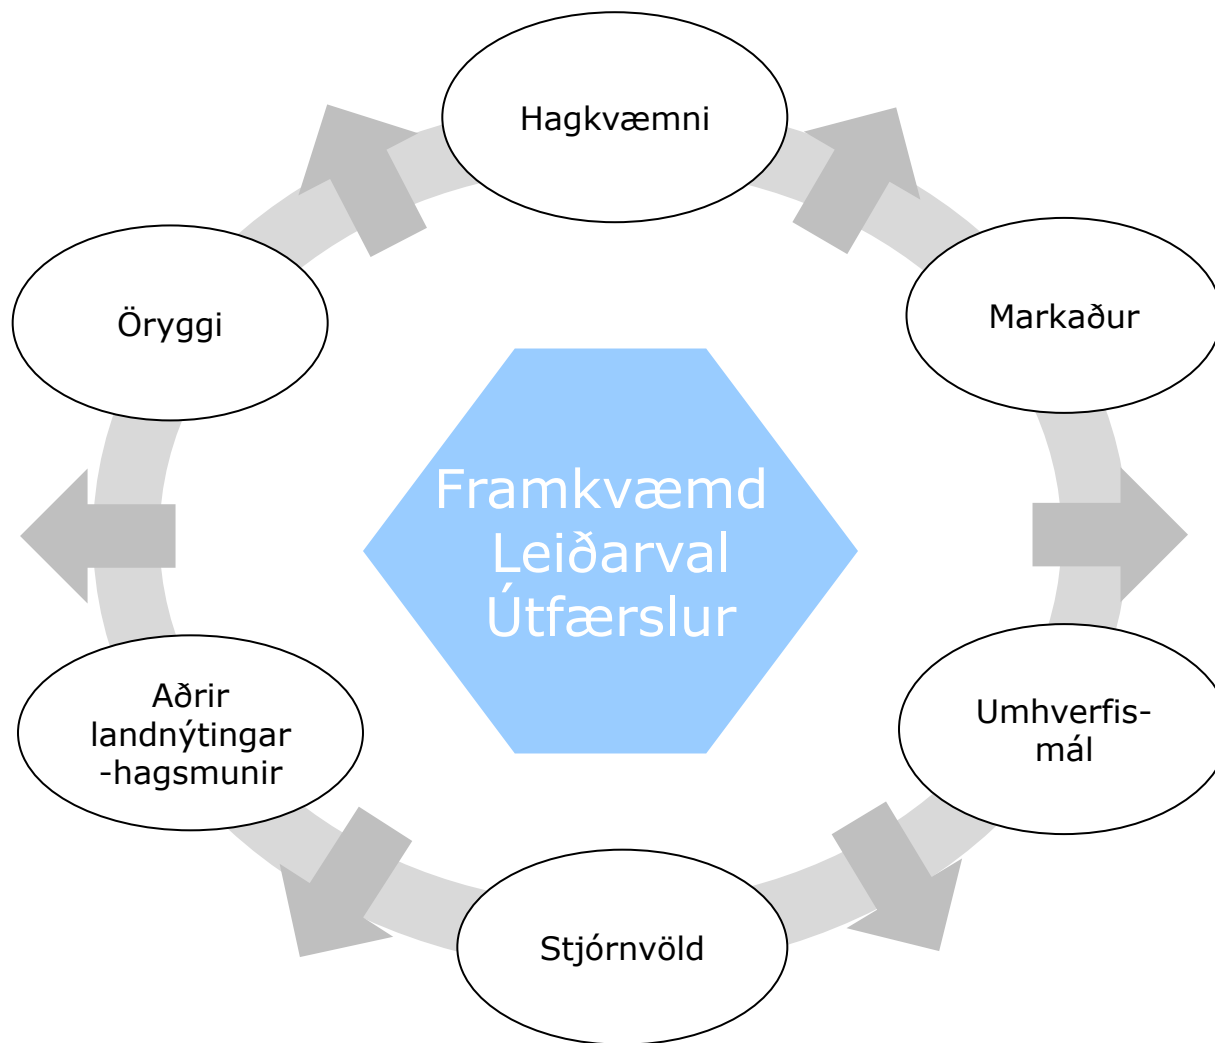 Hagkvæmni
Öryggi
Markaður
Framkvæmd
Leiðarval
Útfærslur
Aðrir
landnýtingar
-hagsmunir
Umhverfis-
mál
Stjórnvöld